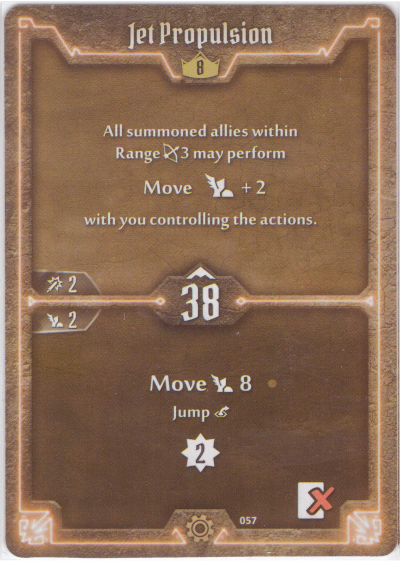 Jet Propulsion
8
All summoned allies within
Range 3 may perform
Move + 2
with you controlling the actions.
2
38
2
Move 8
Jump
2
057